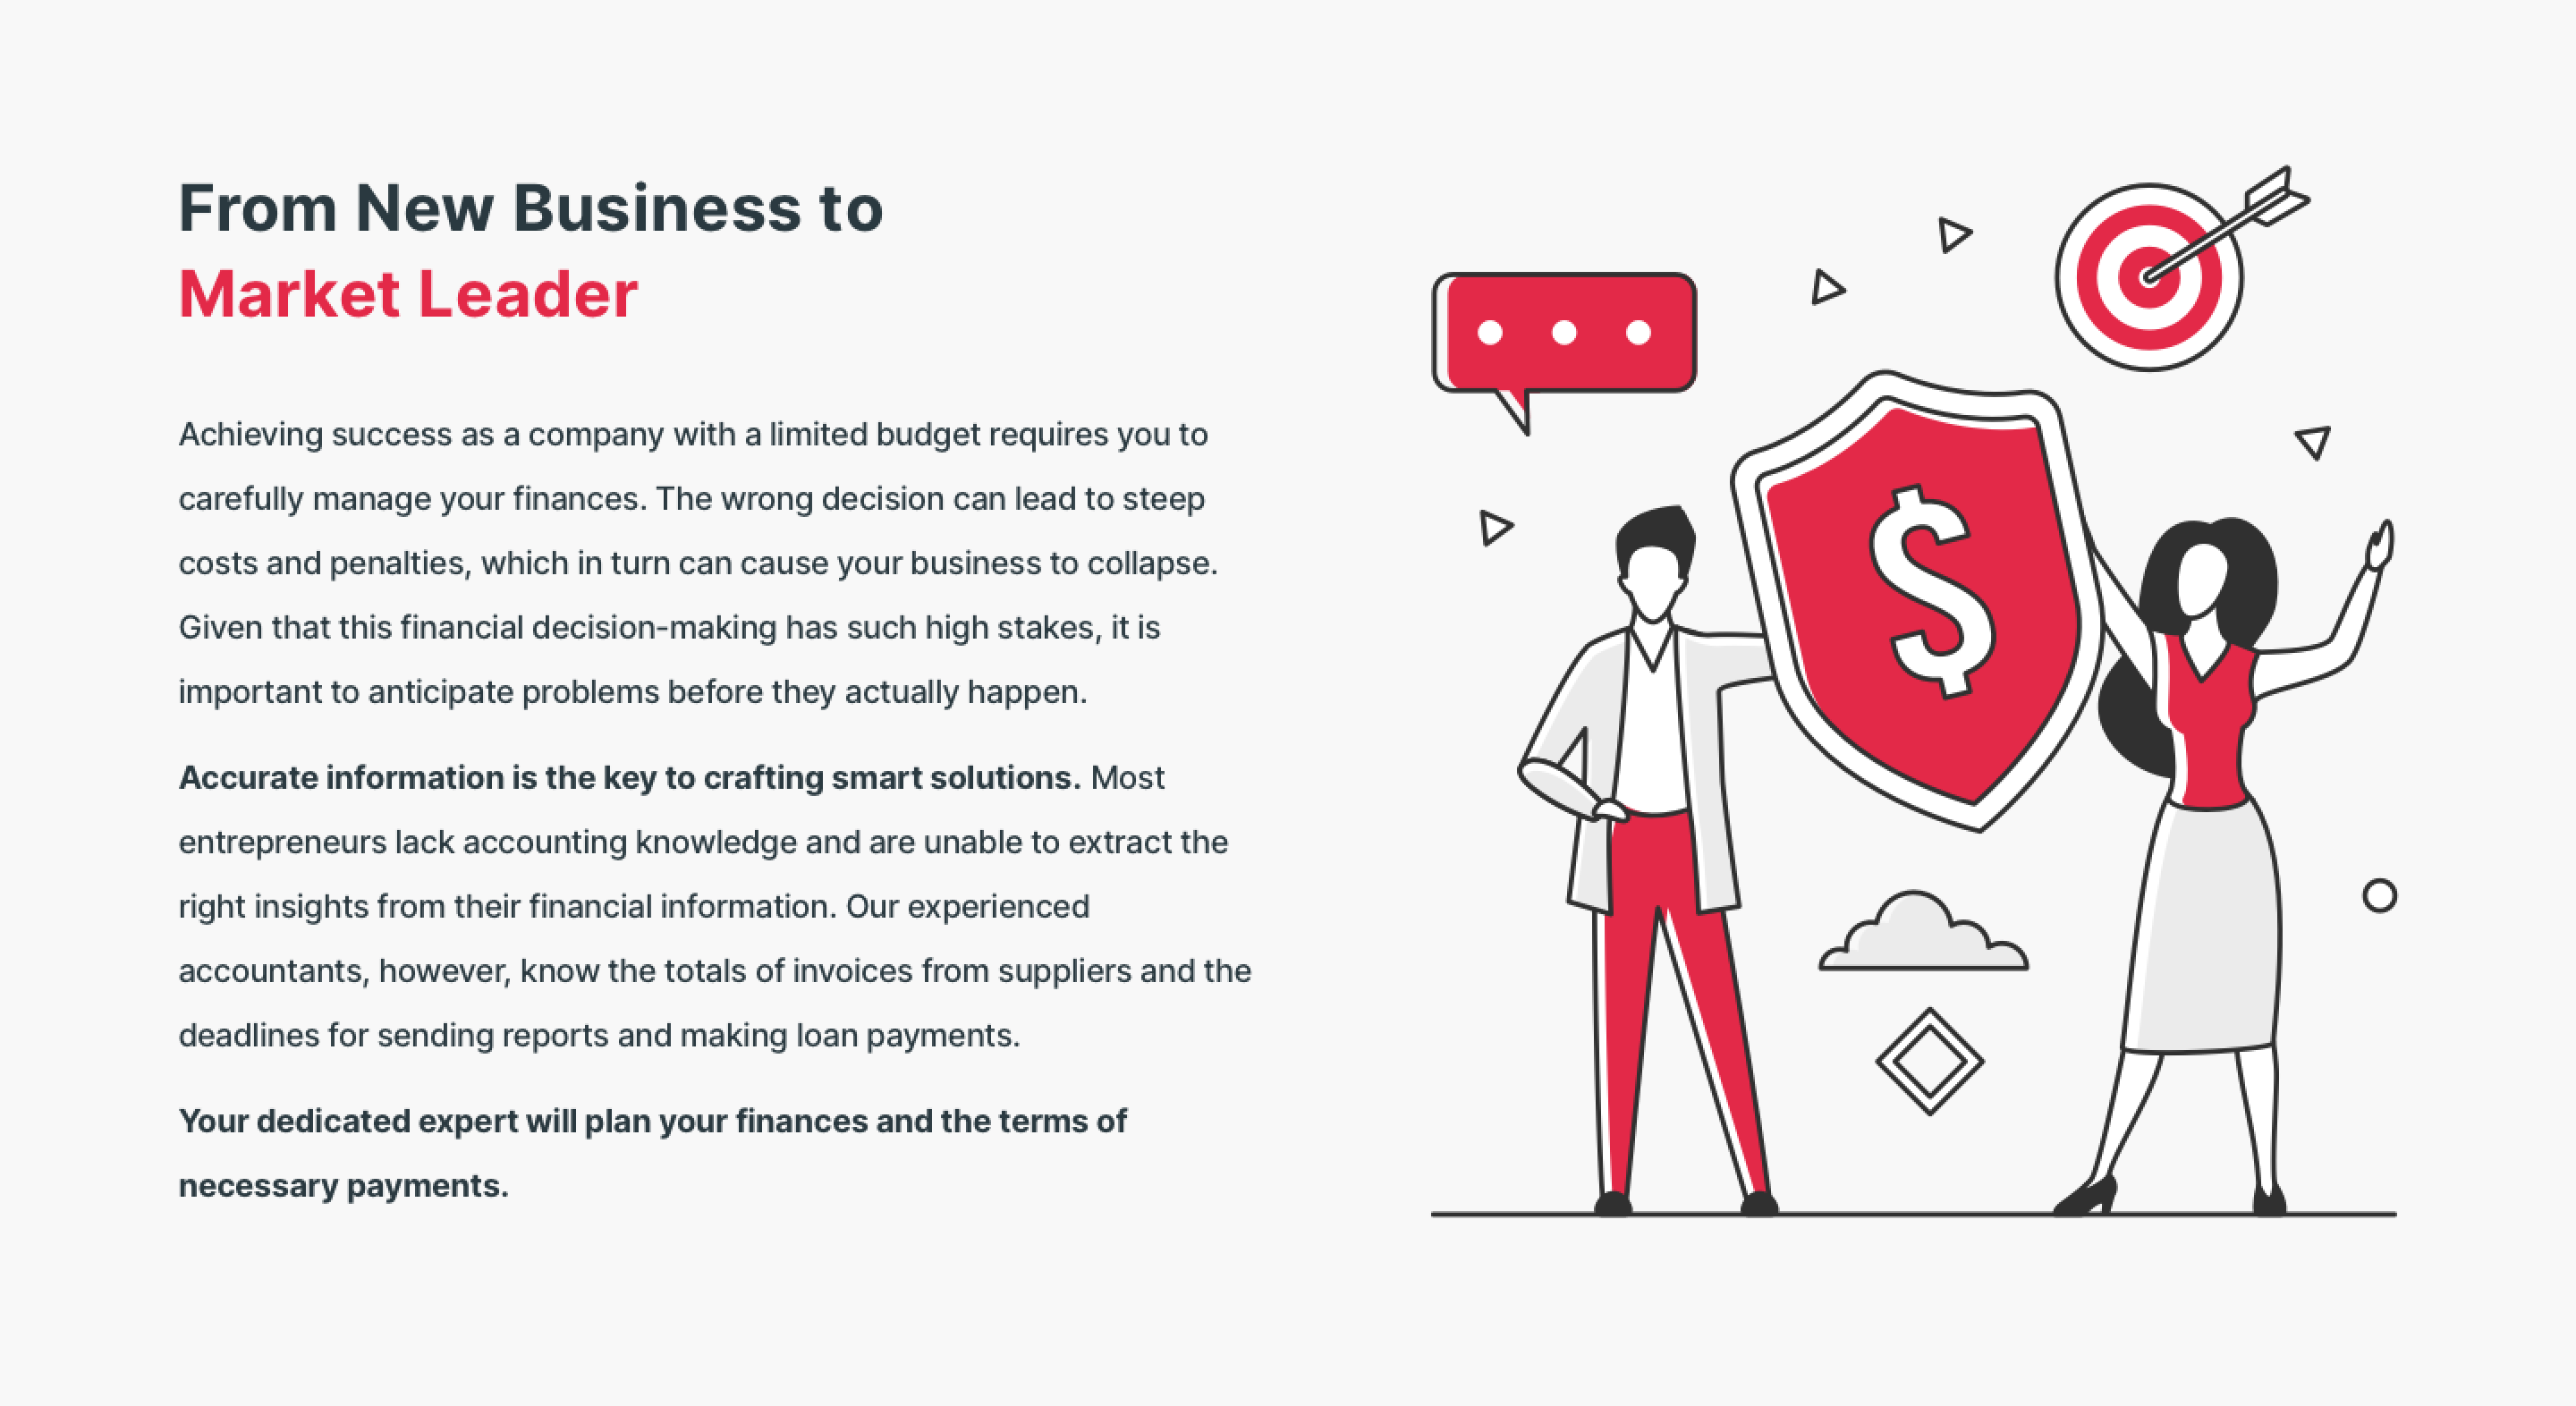 From New Business to
Market Leader
Achieving success as a company with a limited budget requires you to
carefully manage your finances. The wrong decision can lead to steep
costs and penalties, which in turn can cause your business to collapse.
Given that this financial decision-making has such high stakes, it is
important to anticipate problems before they actually happen.
Accurate information is the key to crafting smart solutions. Most
entrepreneurs lack accounting knowledge and are unable to extract the
right insights from their financial information. Our experienced
accountants, however, know the totals of invoices from suppliers and the
deadlines for sending reports and making loan payments.
Your dedicated expert will plan your finances and the terms of
necessary payments.
$